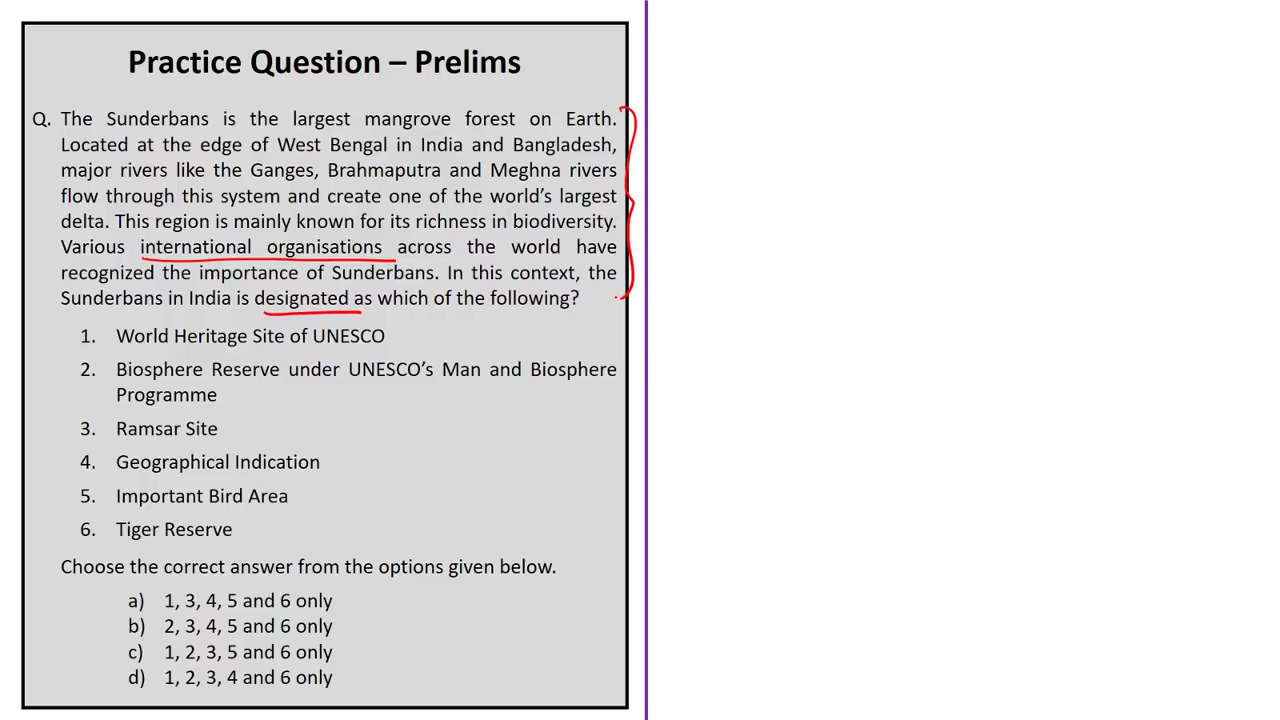 Practice Question – Prelims
Q. The Sunderbans is the largest mangrove forest on Earth.
Located at the edge of West Bengal in India and Bangladesh,
major rivers like the Ganges, Brahmaputra and Meghna rivers
flow through this system and create one of the world’s largest
delta. This region is mainly known for its richness in biodiversity.
Various international organisations across the world have
recognized the importance of Sunderbans. In this context, the
Sunderbans in India is designated as which of the following?
1. World Heritage Site of UNESCO
2. Biosphere Reserve under UNESCO’s Man and Biosphere
Programme
3. Ramsar Site
4. Geographical Indication
5. Important Bird Area
6. Tiger Reserve
Choose the correct answer from the options given below.
a) 1, 3, 4, 5 and 6 only
b) 2, 3, 4, 5 and 6 only
c) 1, 2, 3, 5 and 6 only
d) 1, 2, 3, 4 and 6 only